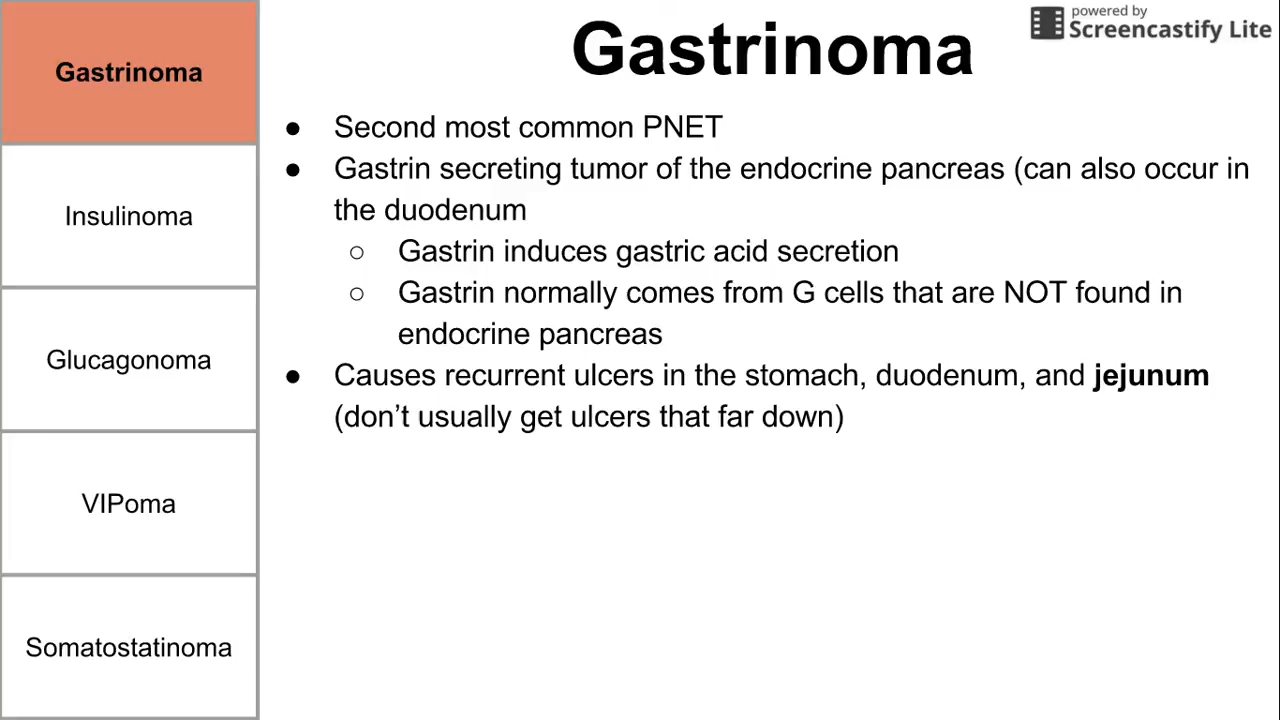 Gastrinoma
Insulinoma
Glucagonoma
VIPoma
Somatostatinoma
powered by
Screencastify Lite
Gastrinoma
● Second most common PNET
● Gastrin secreting tumor of the endocrine pancreas (can also occur in
the duodenum
○ Gastrin induces gastric acid secretion
○ Gastrin normally comes from G cells that are NOT found in
endocrine pancreas
● Causes recurrent ulcers in the stomach, duodenum, and jejunum
(don’t usually get ulcers that far down)